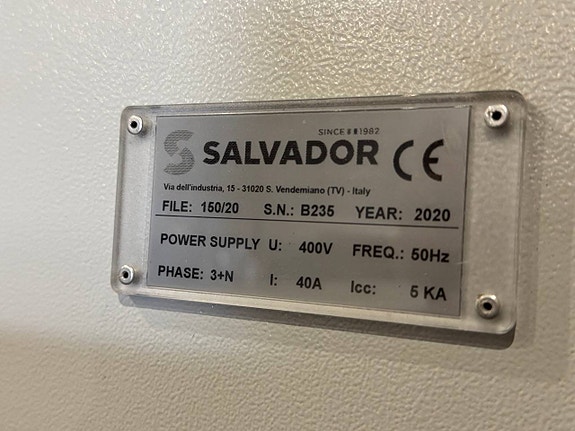 SINCE 1982
SALVADOR CE
Via dell'industria, 15 - 31020 S. Vendemiano (TV) - Italy
FILE: 150/20 S.N.: B235 YEAR: 2020
POWER SUPPLY U: 400V FREQ.: 50Hz
PHASE: 3+N I: 40A Icc: 5 KA